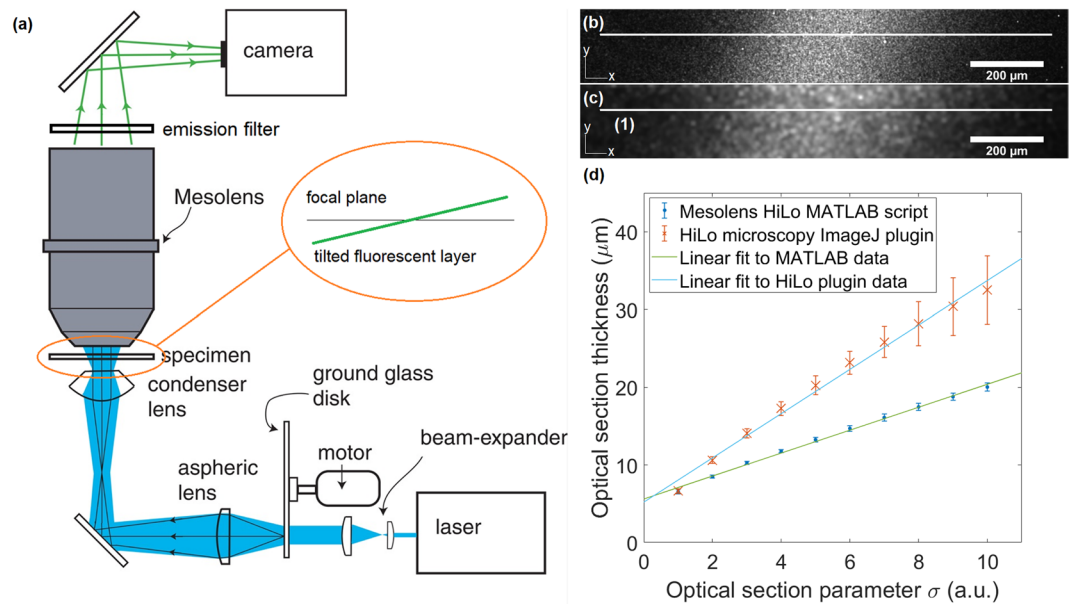 (a)
camera
emission filter
Mesolens
focal plane
tilted fluorescent layer
specimen
condenser
lens
ground glass
disk
beam-expander
motor
aspheric
lens
laser
(b)
y
x
200 μm
(c)
(1)
y
x
200 μm
(d)
Mesolens HiLo MATLAB script
HiLo microscopy ImageJ plugin
Linear fit to MATLAB data
Linear fit to HiLo plugin data
Optical section thickness (μm)
40
30
20
10
0
0 2 4 6 8 10
Optical section parameter σ (a.u.)